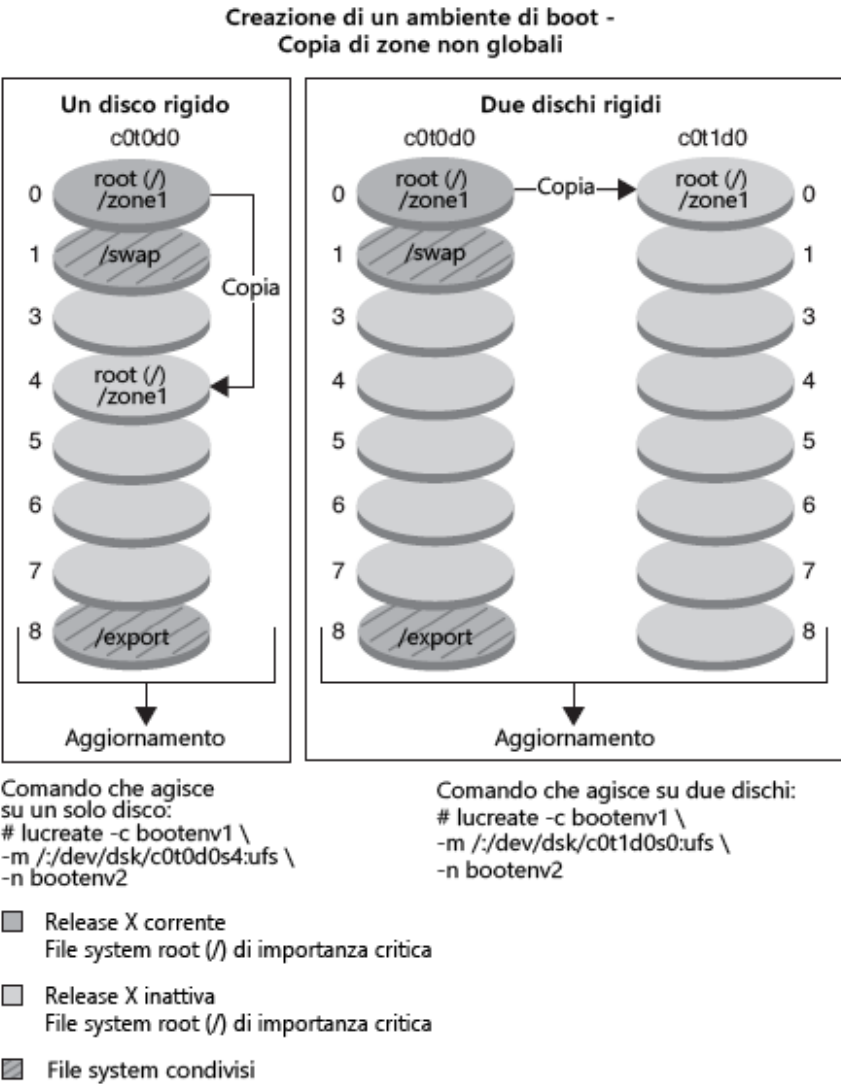 Creazione di un ambiente di boot -
Copia di zone non globali
Un disco rigido
c0t0d0
0
root (/)
/zone1
1
/swap
Copia
3
4
root (/)
/zone1
5
6
7
8
/export
Aggiornamento
Due dischi rigidi
c0t0d0
c0t1d0
0
root (/)
/zone1
Copia
root (/)
/zone1
0
1
/swap
1
3
3
4
4
5
5
6
6
7
7
8
/export
8
Aggiornamento
Comando che agisce
su un solo disco:
# lucreate -c bootenv1 \
-m /:/dev/dsk/c0t0d0s4:ufs \
-n bootenv2
Comando che agisce su due dischi:
# lucreate -c bootenv1 \
-m /:/dev/dsk/c0t1d0s0:ufs \
-n bootenv2
Release X corrente
File system root (/) di importanza critica
Release X inattiva
File system root (/) di importanza critica
File system condivisi